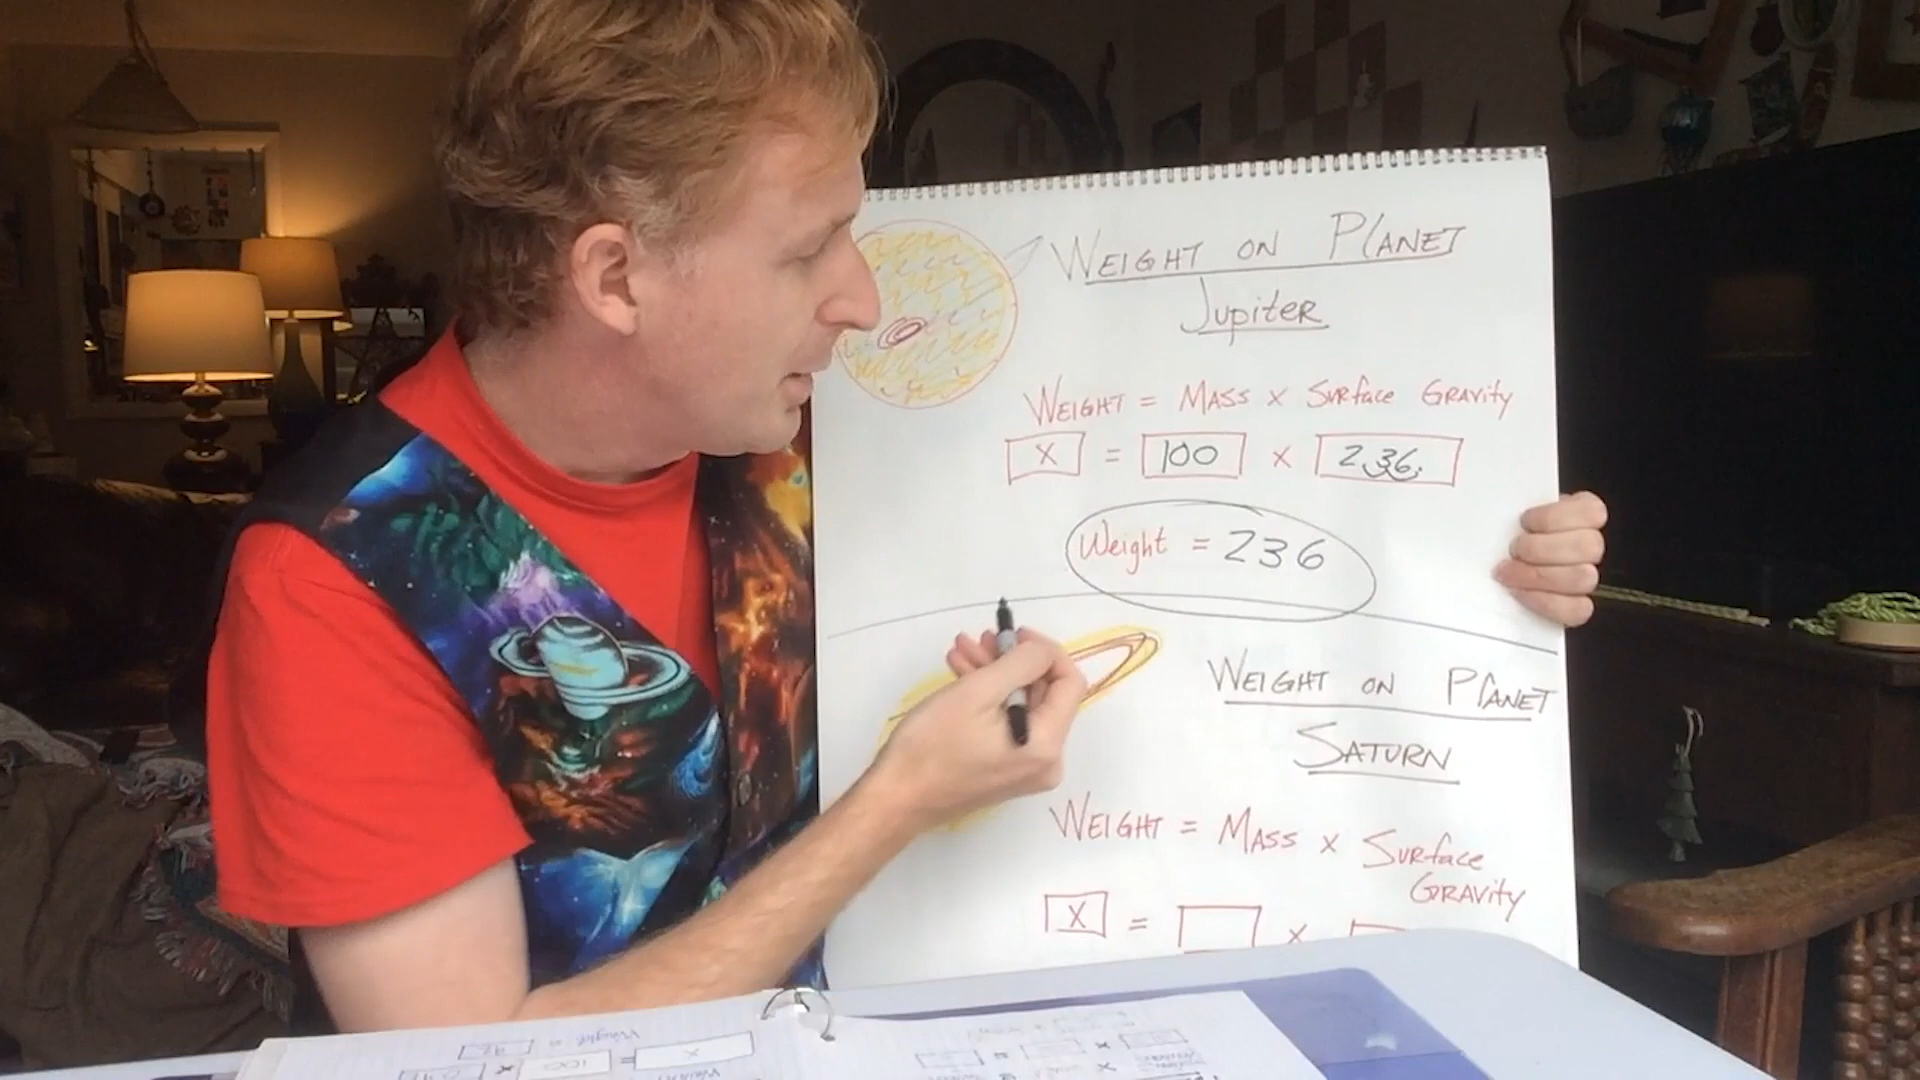 WEIGHT ON PLANET
Jupiter
WEIGHT = MASS x SURface GRAVity
X = 100 x 2.36.
Weight = 236
WEIGHT ON PLANET
SATURN
WEIGHT = MASS x SURface
GRAVity
X = x